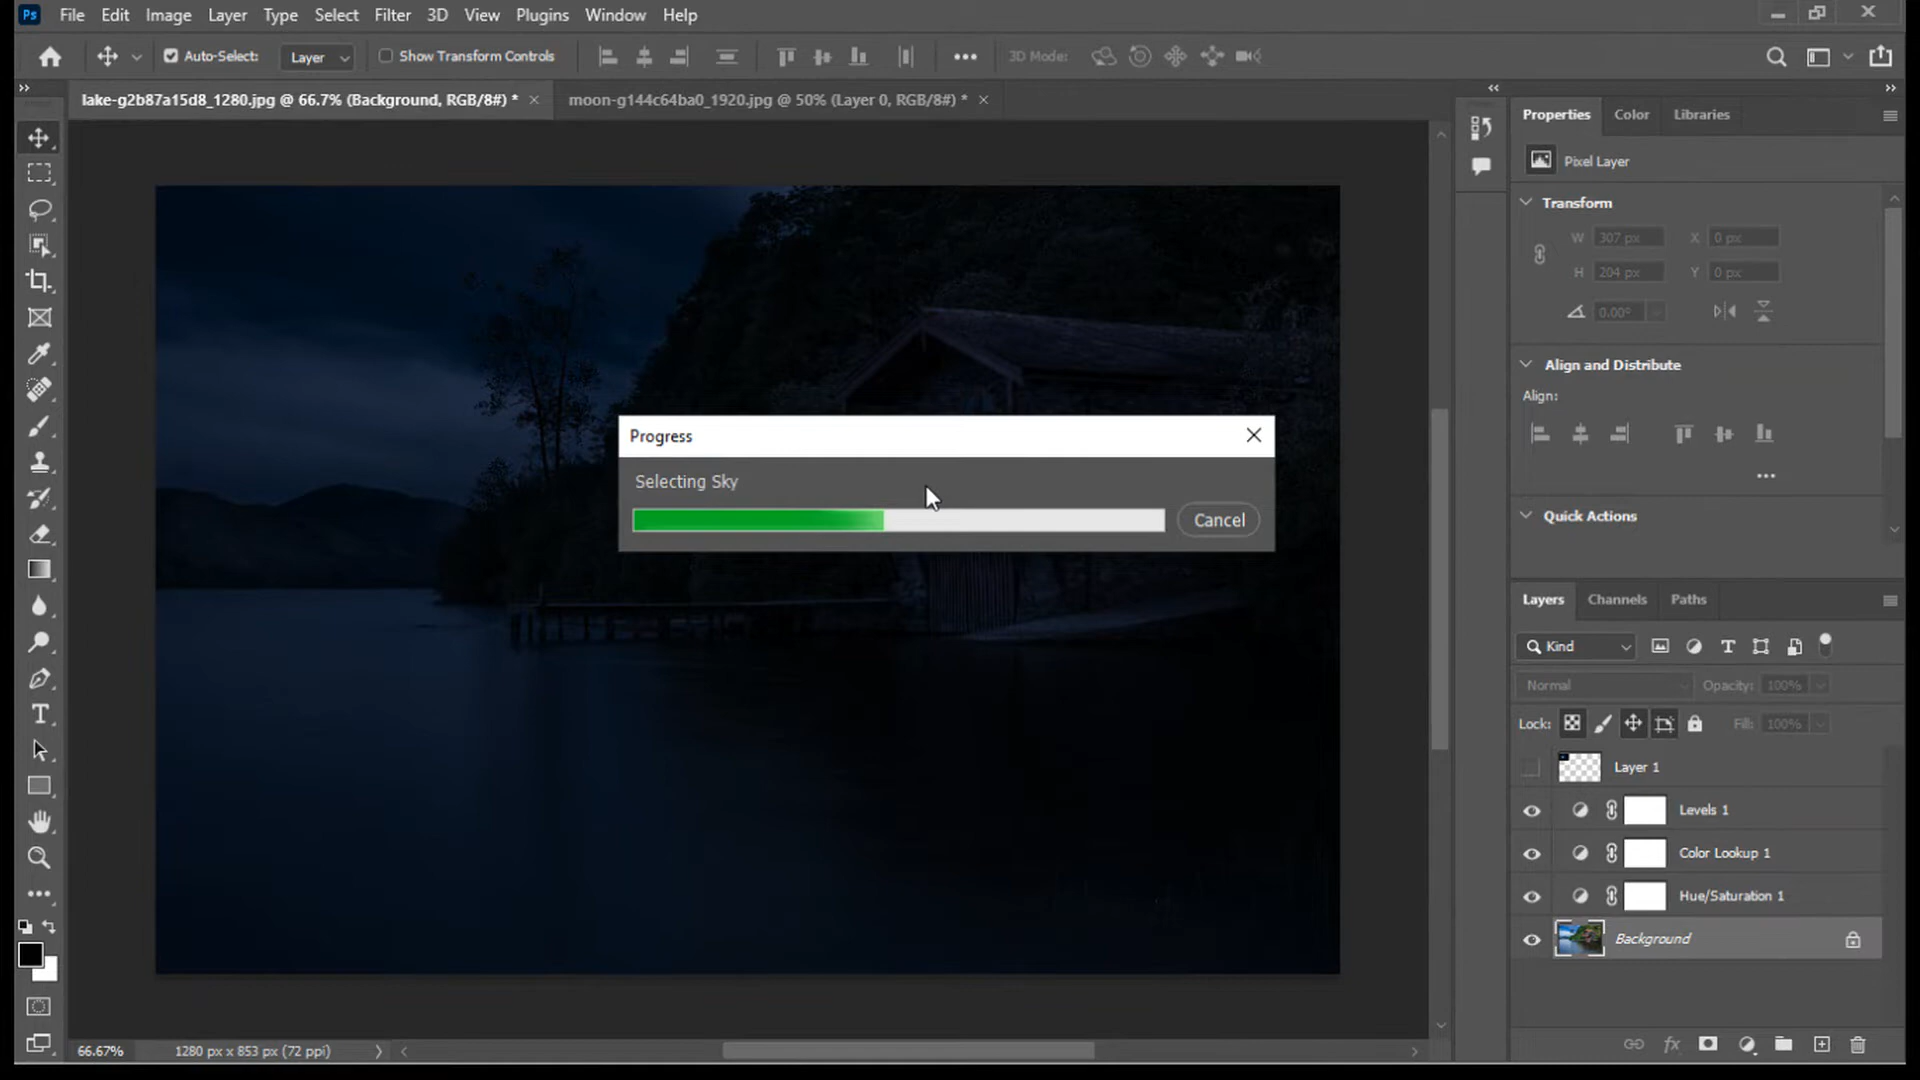 Ps File Edit Image Layer Type Select Filter 3D View Plugins Window Help
Auto-Select: Layer Show Transform Controls 3D Mode:
lake-g2b87a15d8_1280.jpg @ 66.7% (Background, RGB/8#) *
moon-g144c64ba0_1920.jpg @ 50% (Layer 0, RGB/8#) *
Properties Color Libraries
Pixel Layer
Transform
W 307 px X 0 px
H 204 px Y 0 px
0.00°
Align and Distribute
Align:
Quick Actions
Progress
Selecting Sky
Cancel
Layers Channels Paths
Kind
Normal Opacity: 100%
Lock: Fill: 100%
Layer 1
Levels 1
Color Lookup 1
Hue/Saturation 1
Background
fx
66.67% 1280 px x 853 px (72 ppi)